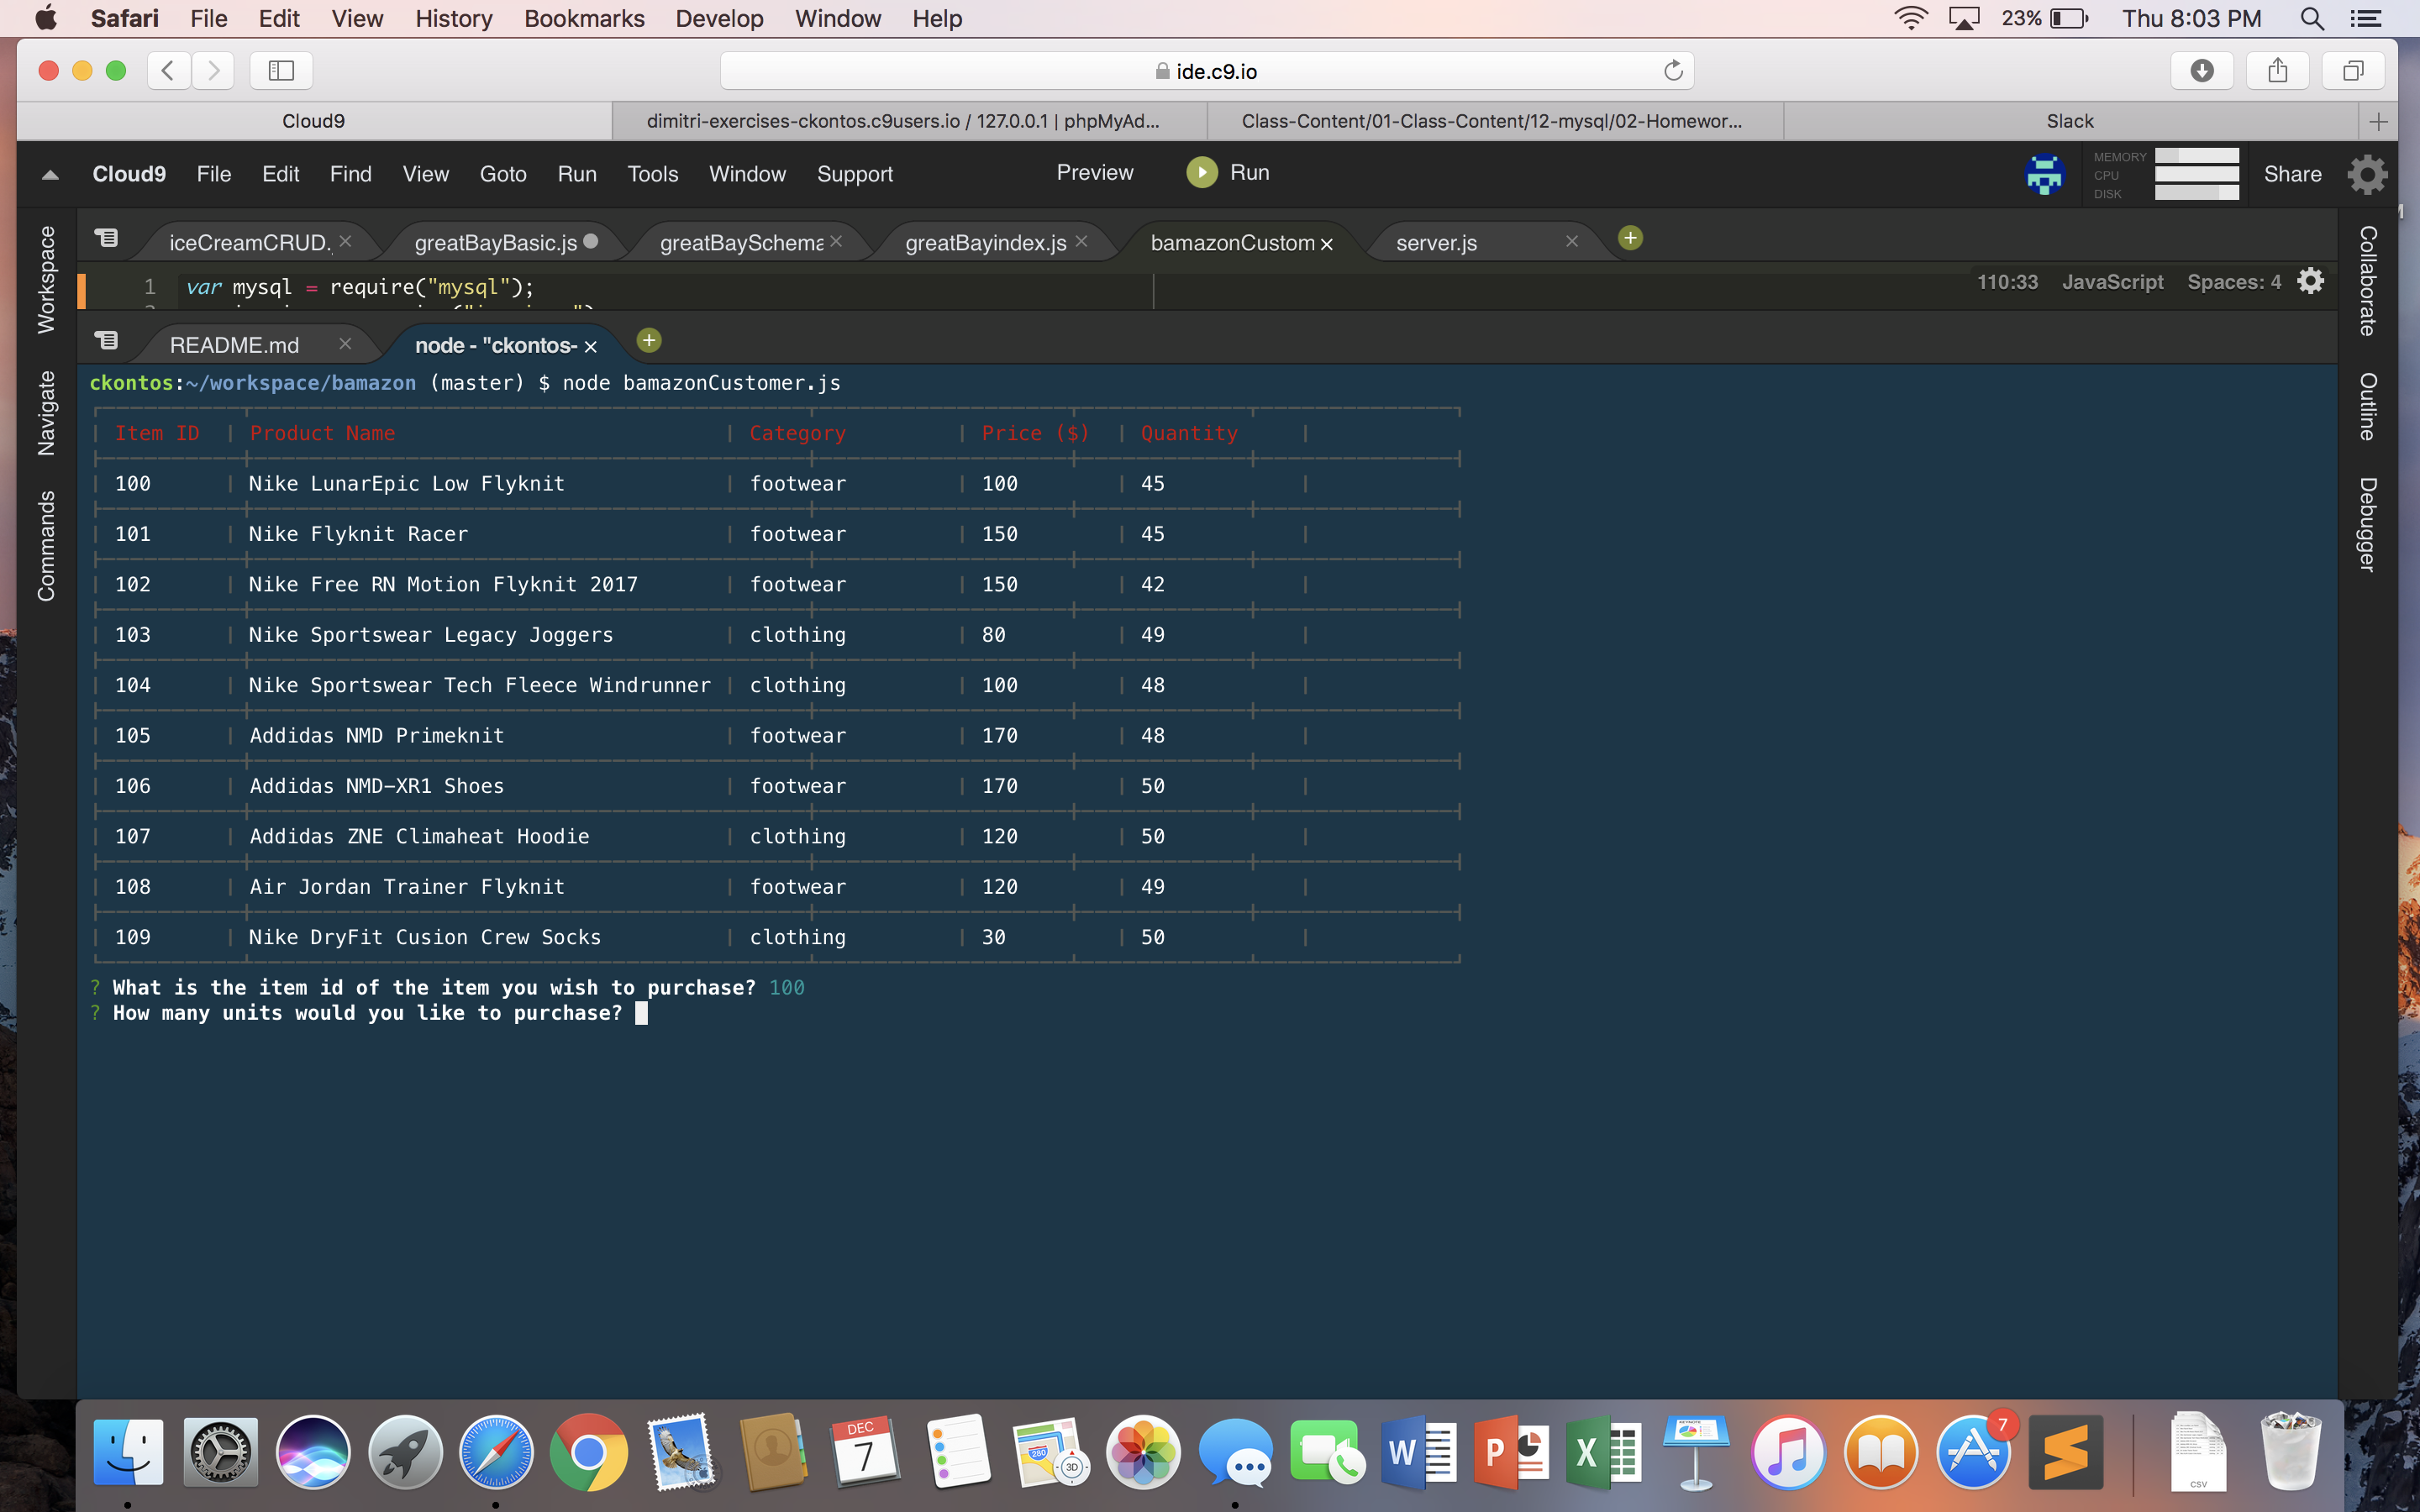 Safari File Edit View History Bookmarks Develop Window Help 23% Thu 8:03 PM
ide.c9.io
Cloud9 dimitri-exercises-ckontos.c9users.io / 127.0.0.1 | phpMyAd... Class-Content/01-Class-Content/12-mysql/02-Homewor... Slack
Cloud9 File Edit Find View Goto Run Tools Window Support Preview Run MEMORY CPU DISK Share
iceCreamCRUD. greatBayBasic.js greatBaySchema greatBayindex.js bamazonCustom server.js
1 var mysql = require("mysql"); 110:33 JavaScript Spaces: 4
README.md node - "ckontos-
Workspace
Navigate
Commands
Collaborate
Outline
Debugger
ckontos:~/workspace/bamazon (master) $ node bamazonCustomer.js
Item ID | Product Name | Category | Price ($) | Quantity |
100 | Nike LunarEpic Low Flyknit | footwear | 100 | 45 |
101 | Nike Flyknit Racer | footwear | 150 | 45 |
102 | Nike Free RN Motion Flyknit 2017 | footwear | 150 | 42 |
103 | Nike Sportswear Legacy Joggers | clothing | 80 | 49 |
104 | Nike Sportswear Tech Fleece Windrunner | clothing | 100 | 48 |
105 | Addidas NMD Primeknit | footwear | 170 | 48 |
106 | Addidas NMD-XR1 Shoes | footwear | 170 | 50 |
107 | Addidas ZNE Climaheat Hoodie | clothing | 120 | 50 |
108 | Air Jordan Trainer Flyknit | footwear | 120 | 49 |
109 | Nike DryFit Cusion Crew Socks | clothing | 30 | 50 |
? What is the item id of the item you wish to purchase? 100
? How many units would you like to purchase?
DEC
7
280
3D
W
P
X
KEYNOTE
7
CSV